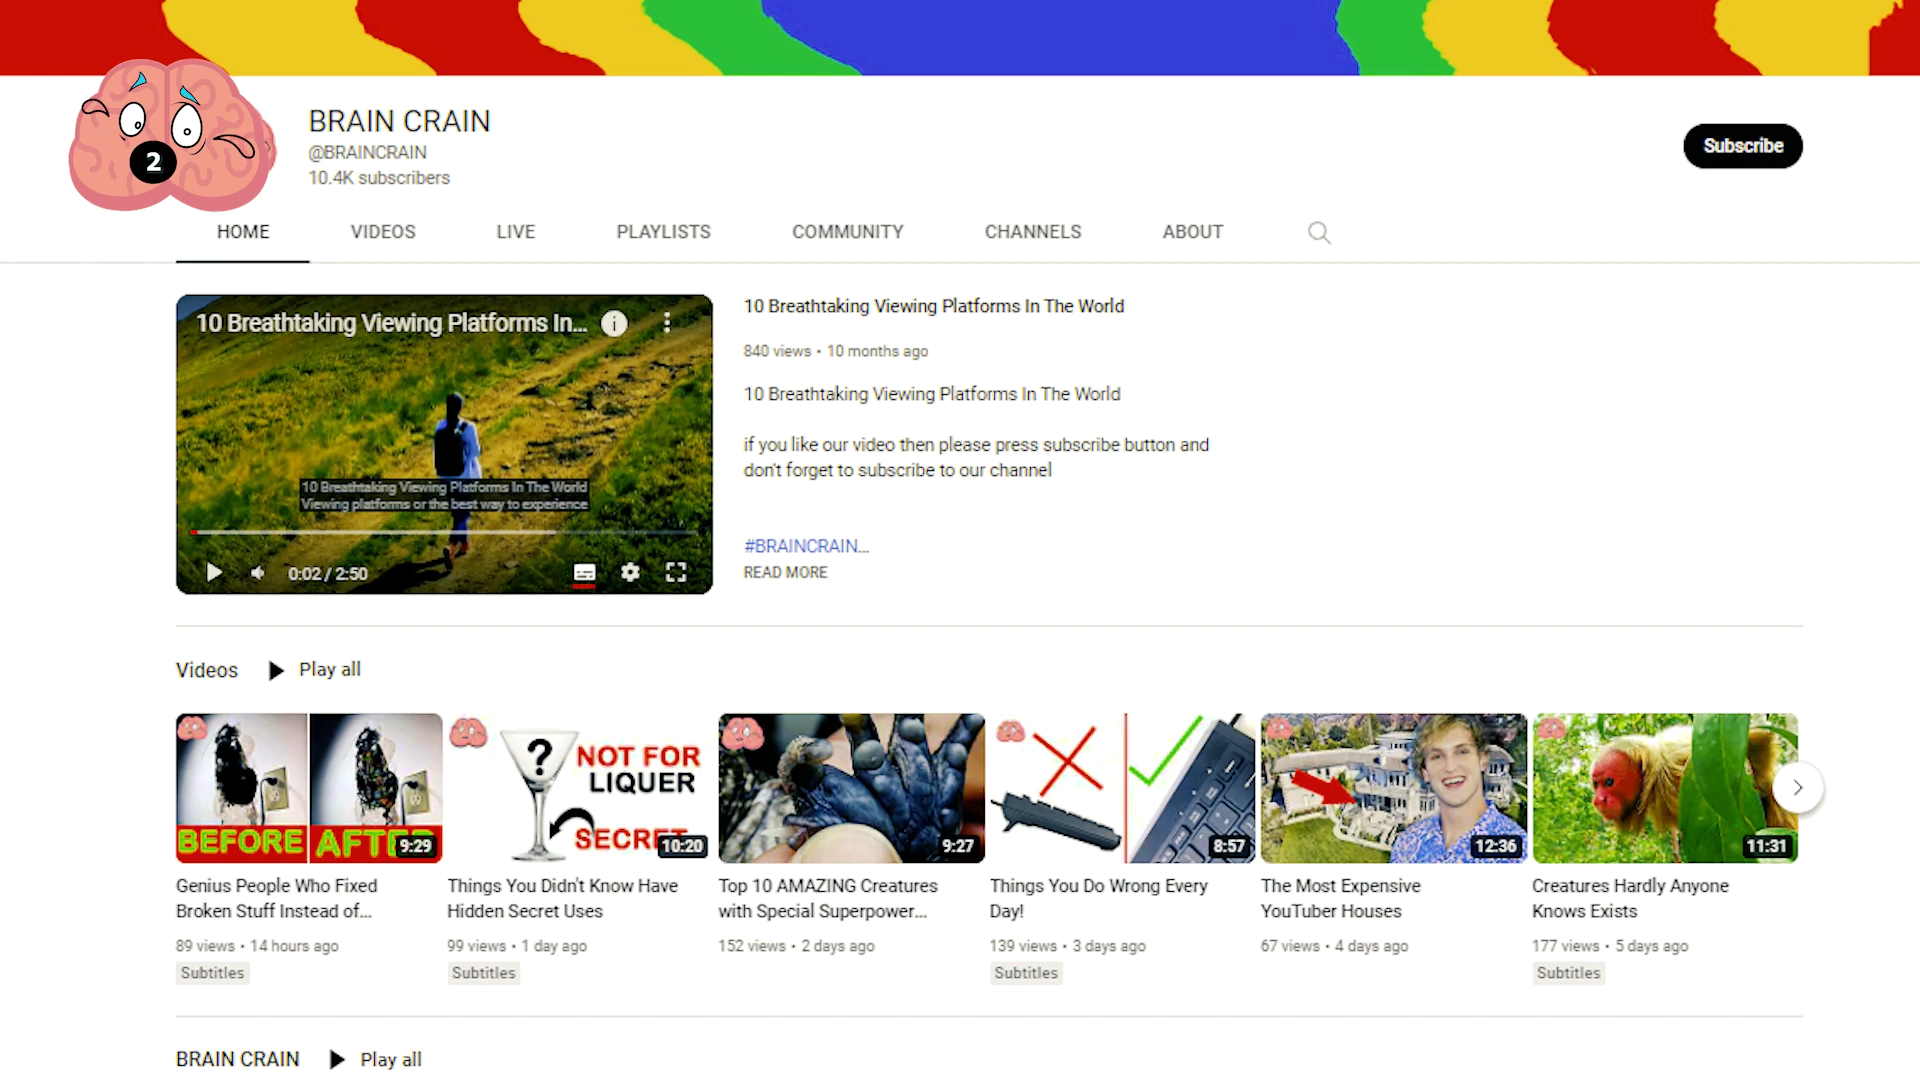 2
BRAIN CRAIN
@BRAINCRAIN
10.4K subscribers
Subscribe
HOME
VIDEOS
LIVE
PLAYLISTS
COMMUNITY
CHANNELS
ABOUT
10 Breathtaking Viewing Platforms In...
i
10 Breathtaking Viewing Platforms In The World
Viewing platforms or the best way to experience
0:02 / 2:50
10 Breathtaking Viewing Platforms In The World
840 views • 10 months ago
10 Breathtaking Viewing Platforms In The World
if you like our video then please press subscribe button and
don't forget to subscribe to our channel
#BRAINCRAIN...
READ MORE
Videos
Play all
BEFORE
AFTER
9:29
?
NOT FOR
LIQUER
SECRET
10:20
9:27
8:57
12:36
11:31
Genius People Who Fixed
Broken Stuff Instead of...
89 views • 14 hours ago
Subtitles
Things You Didn't Know Have
Hidden Secret Uses
99 views • 1 day ago
Subtitles
Top 10 AMAZING Creatures
with Special Superpower...
152 views • 2 days ago
Things You Do Wrong Every
Day!
139 views • 3 days ago
Subtitles
The Most Expensive
YouTuber Houses
67 views • 4 days ago
Creatures Hardly Anyone
Knows Exists
177 views • 5 days ago
Subtitles
BRAIN CRAIN
Play all